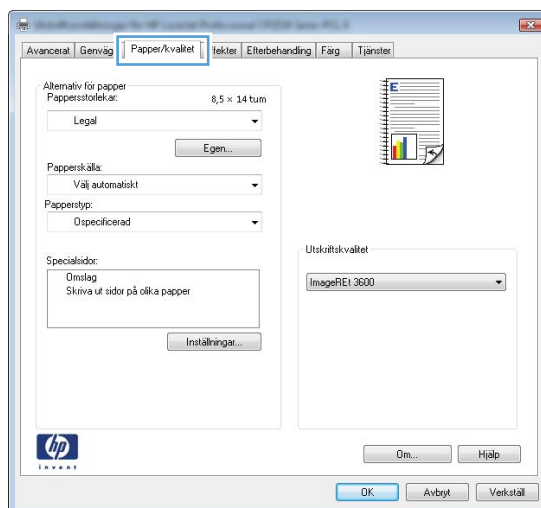 Avancerat Genväg Papper/kvalitet ffekter Efterbehandling Färg Tjänster
Alternativ för papper
Pappersstorlekar: 8,5 × 14 tum
Legal
Egen...
Papperskälla:
Välj automatiskt
Papperstyp:
Ospecificerad
Specialsidor:
Omslag
Skriva ut sidor på olika papper
Inställningar...
E
Utskriftskvalitet
ImageREt 3600
hp
invent
Om... Hjälp
OK Avbryt Verkställ